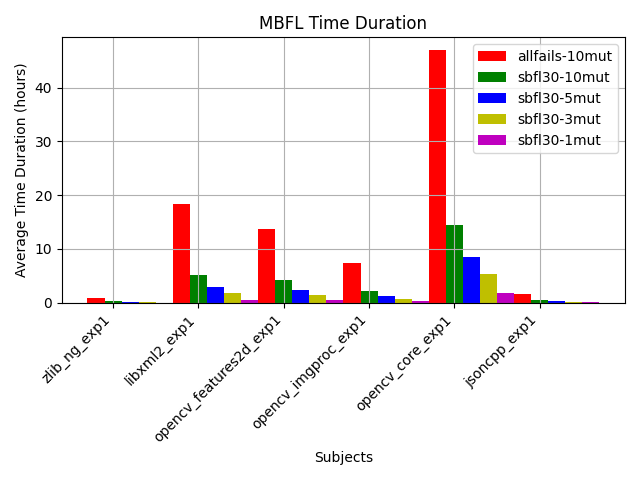 MBFL Time Duration
allfails-10mut
sbfl30-10mut
sbfl30-5mut
sbfl30-3mut
sbfl30-1mut
Average Time Duration (hours)
40
30
20
10
0
zlib_ng_exp1
libxml2_exp1
opencv_features2d_exp1
opencv_imgproc_exp1
opencv_core_exp1
jsoncpp_exp1
Subjects